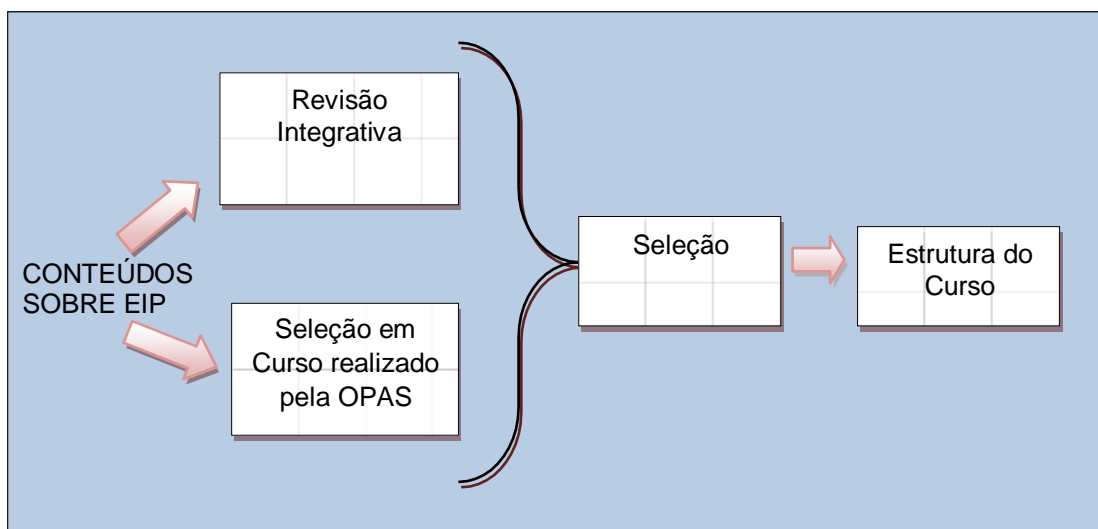 CONTEÚDOS
SOBRE EIP
Revisão
Integrativa
Seleção em
Curso realizado
pela OPAS
Seleção
Estrutura do
Curso